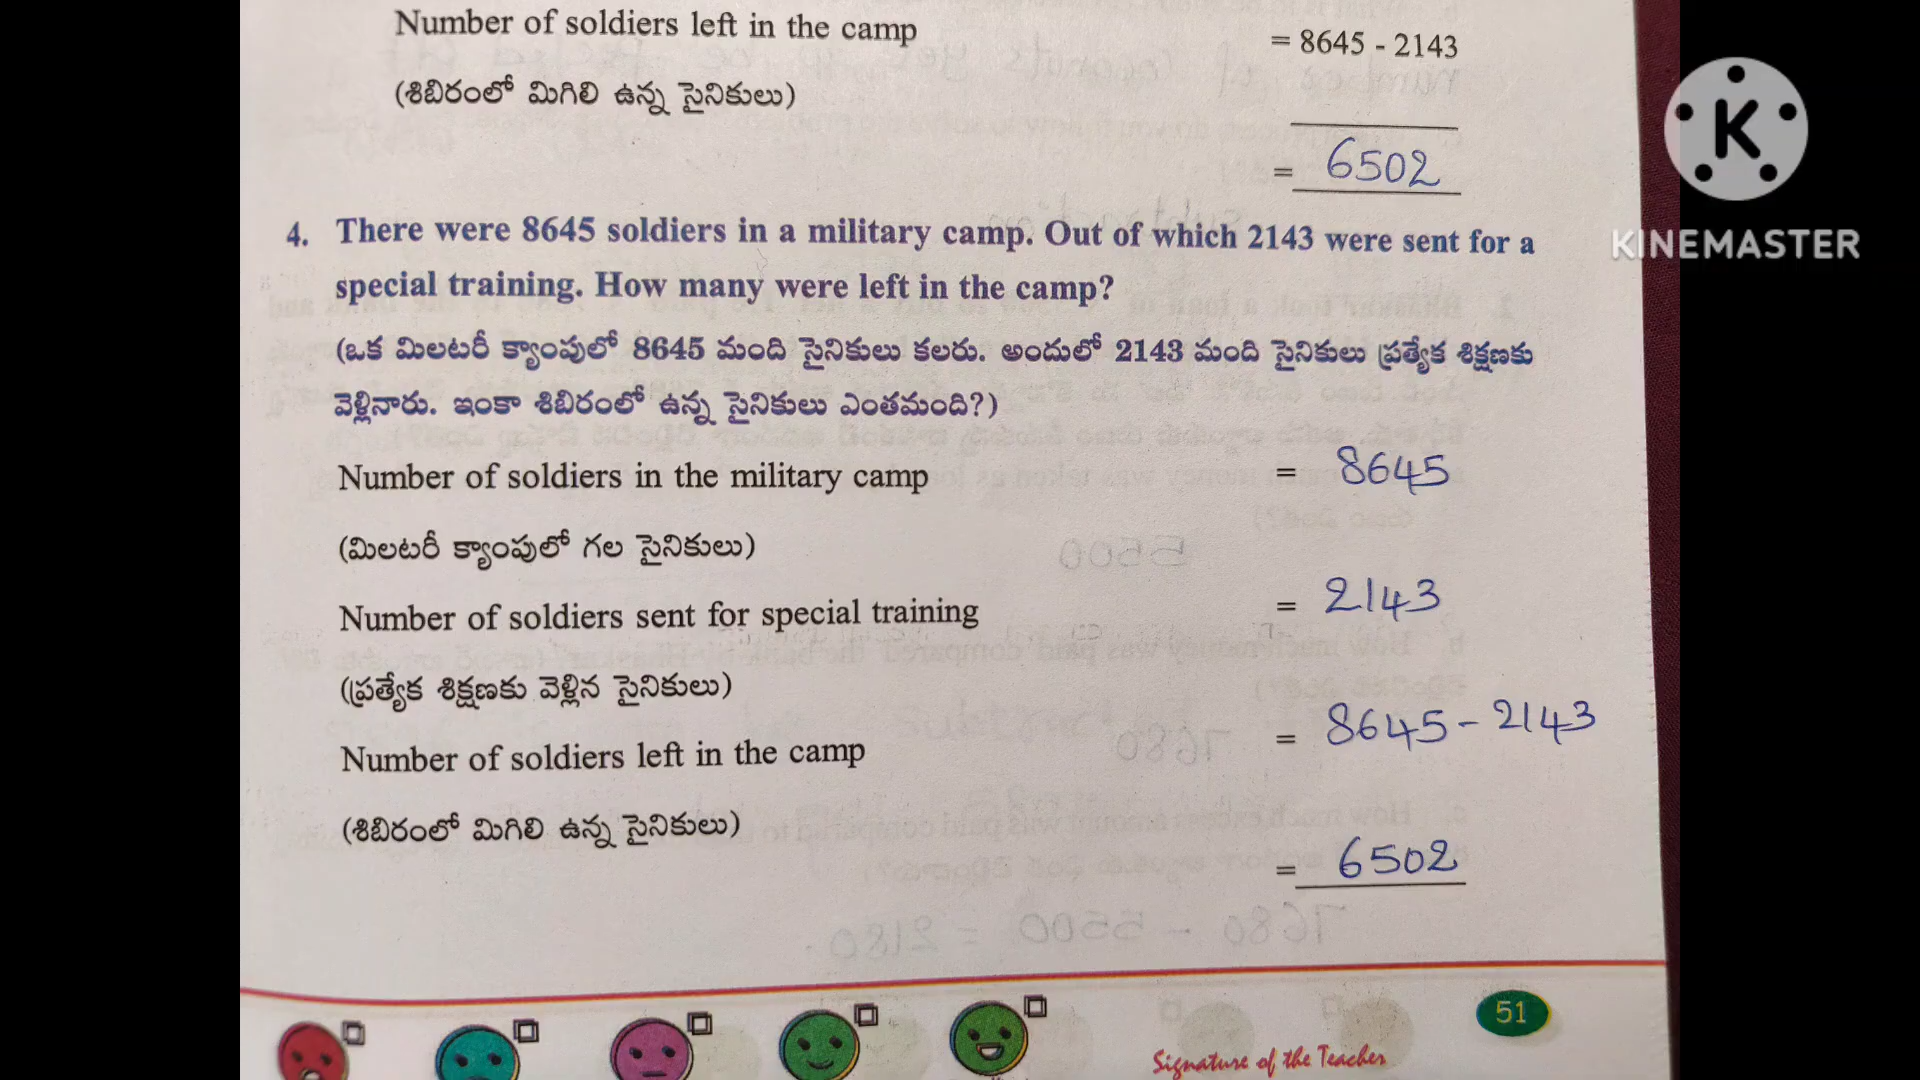 Number of soldiers left in the camp = 8645 - 2143
(శిబిరంలో మిగిలి ఉన్న సైనికులు)
= 6502
4. There were 8645 soldiers in a military camp. Out of which 2143 were sent for a
special training. How many were left in the camp?
(ఒక మిలటరీ క్యాంపులో 8645 మంది సైనికులు కలరు. అందులో 2143 మంది సైనికులు ప్రత్యేక శిక్షణకు
వెళ్లినారు. ఇంకా శిబిరంలో ఉన్న సైనికులు ఎంతమంది?)
Number of soldiers in the military camp = 8645
(మిలటరీ క్యాంపులో గల సైనికులు)
Number of soldiers sent for special training = 2143
(ప్రత్యేక శిక్షణకు వెళ్లిన సైనికులు)
Number of soldiers left in the camp = 8645 - 2143
(శిబిరంలో మిగిలి ఉన్న సైనికులు)
= 6502
51
Signature of the Teacher
K
KINEMASTER